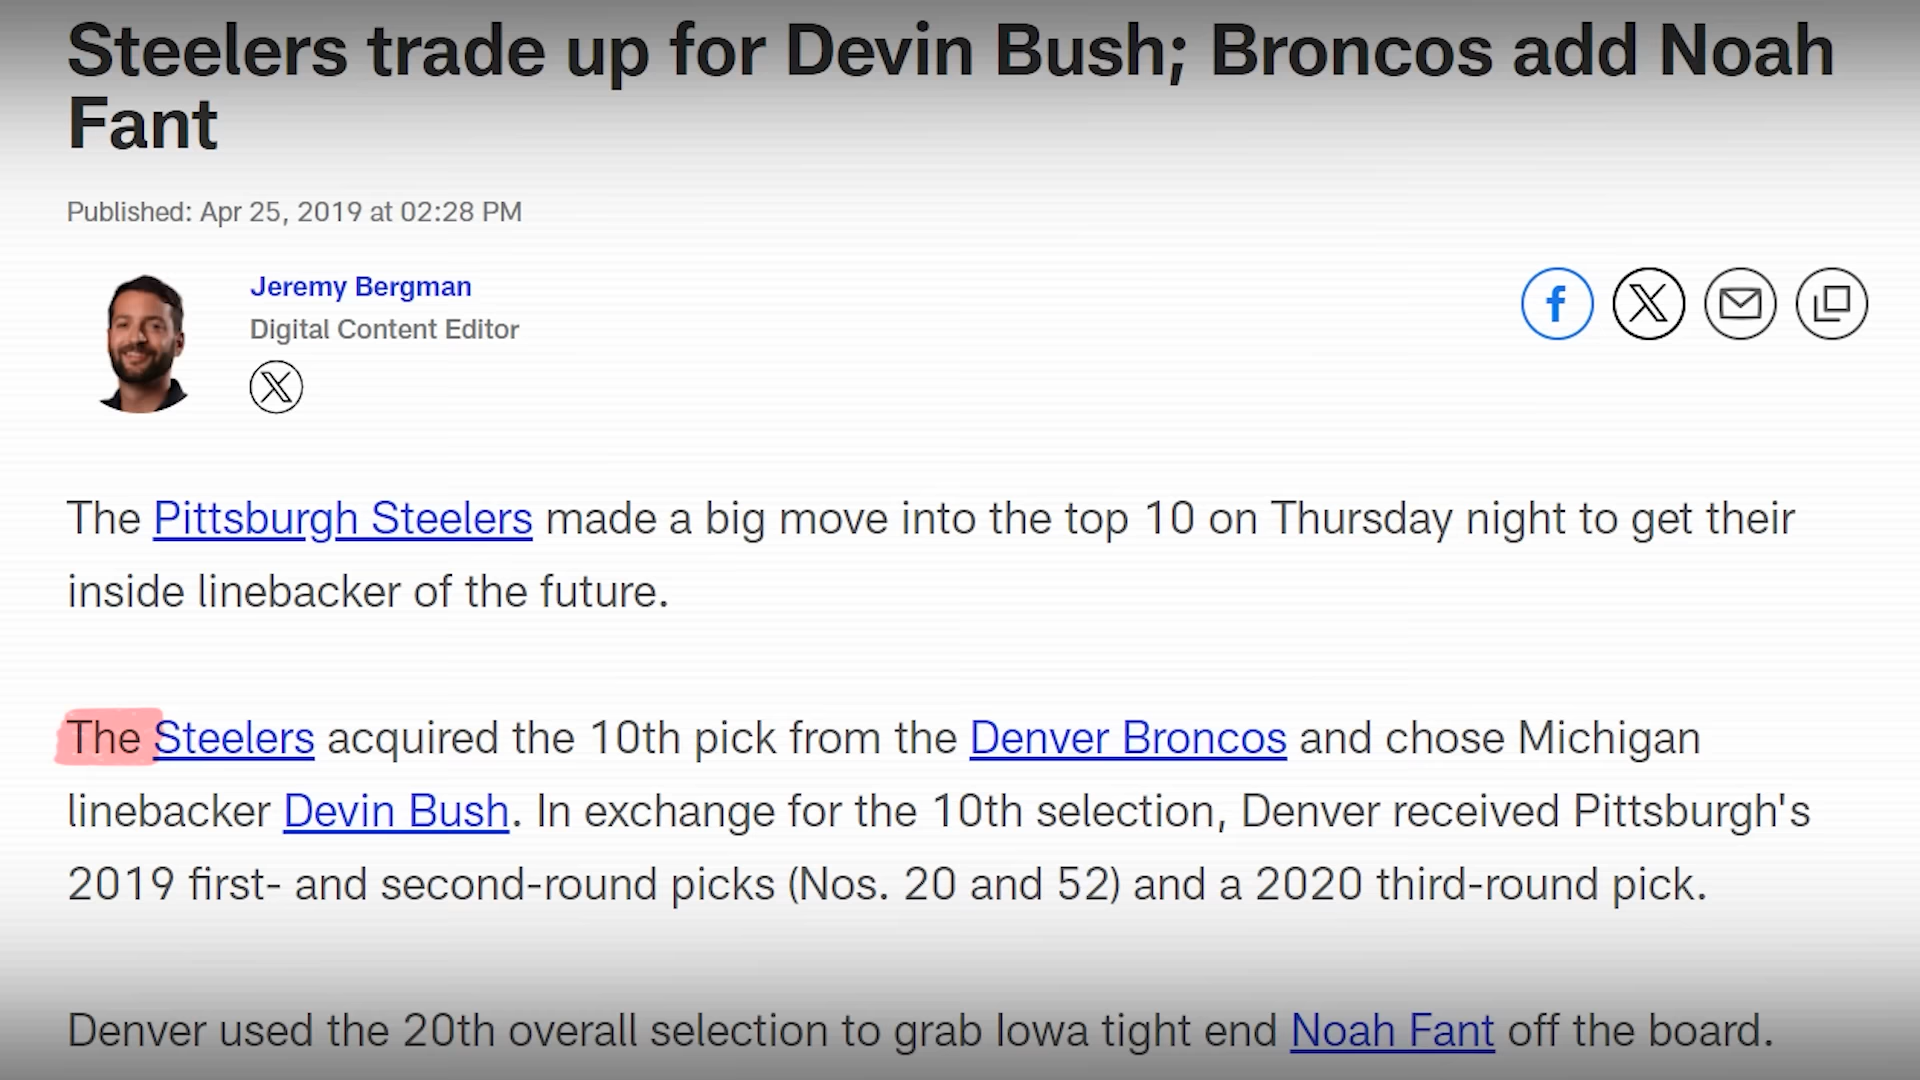 Steelers trade up for Devin Bush; Broncos add Noah
Fant
Published: Apr 25, 2019 at 02:28 PM
Jeremy Bergman
Digital Content Editor
The Pittsburgh Steelers made a big move into the top 10 on Thursday night to get their
inside linebacker of the future.
The Steelers acquired the 10th pick from the Denver Broncos and chose Michigan
linebacker Devin Bush. In exchange for the 10th selection, Denver received Pittsburgh's
2019 first- and second-round picks (Nos. 20 and 52) and a 2020 third-round pick.
Denver used the 20th overall selection to grab Iowa tight end Noah Fant off the board.